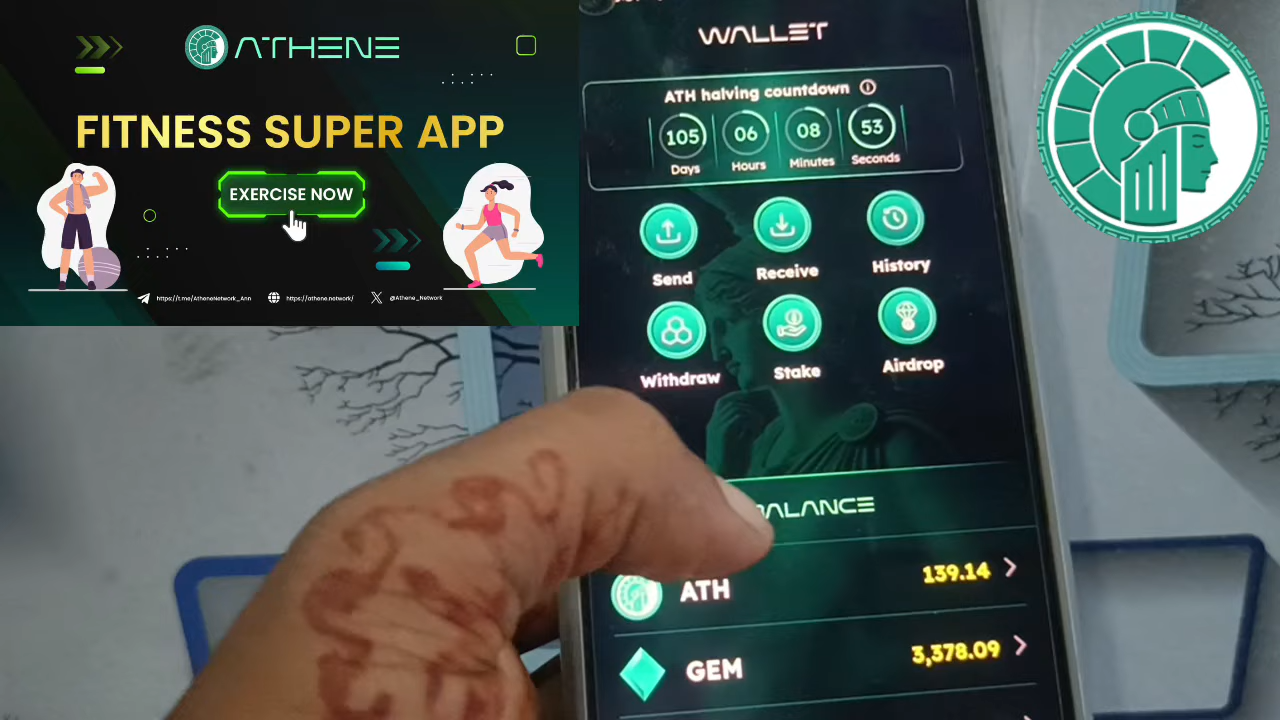 ATHENE
FITNESS SUPER APP
EXERCISE NOW
https://t.me/AtheneNetwork_Ann
https://athene.network/
@Athene_Network
WALLET
ATH halving countdown
105 06 08 53
Days Hours Minutes Seconds
Send Receive History
Withdraw Stake Airdrop
BALANCE
ATH 139.14
GEM 3,378.09